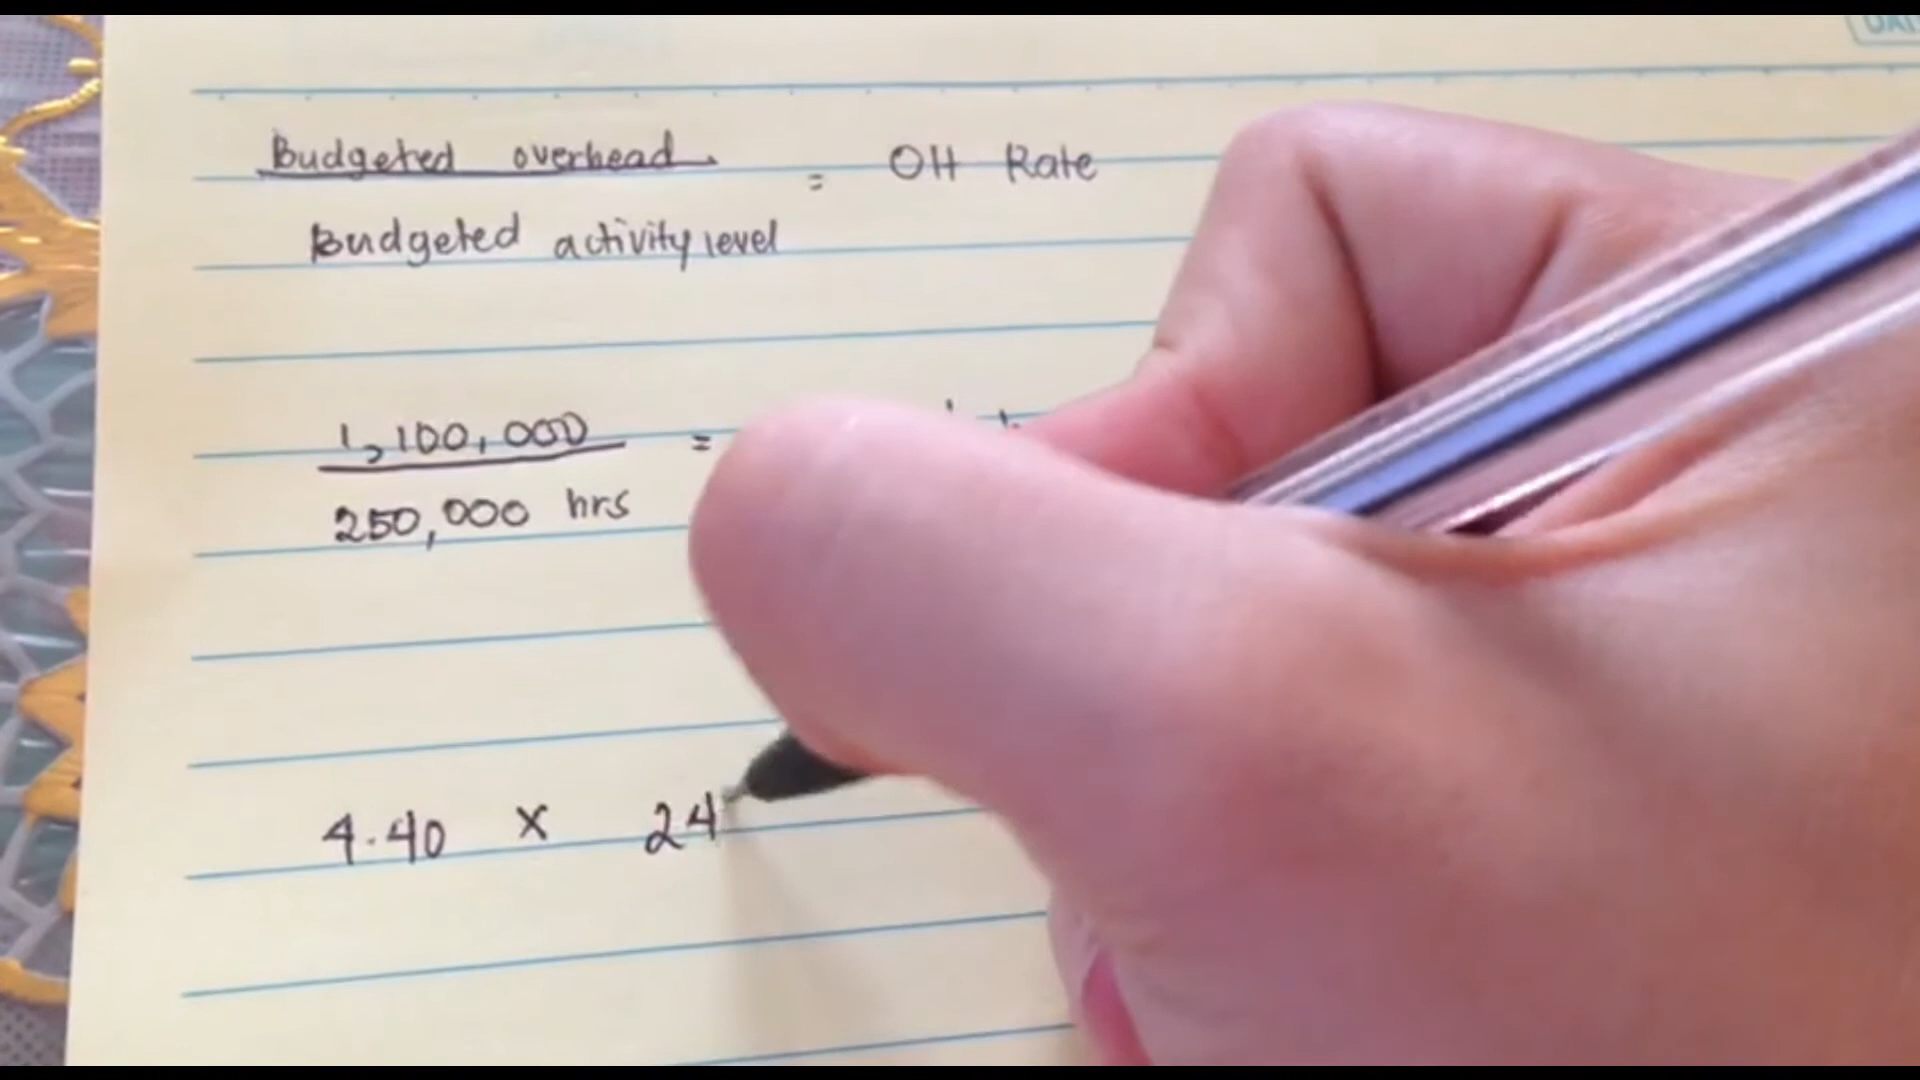 Budgeted overhead = OH Rate
Budgeted activity level
1,100,000 =
250,000 hrs
4.40 x 24